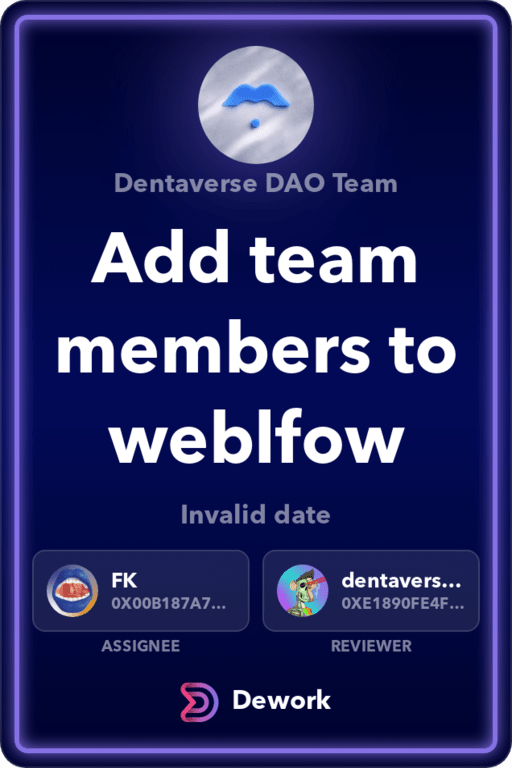 Dentaverse DAO Team
Add team
members to
weblfow
Invalid date
FK
0X00B187A7...
dentavers...
0XE1890FE4F...
ASSIGNEE
REVIEWER
Dework